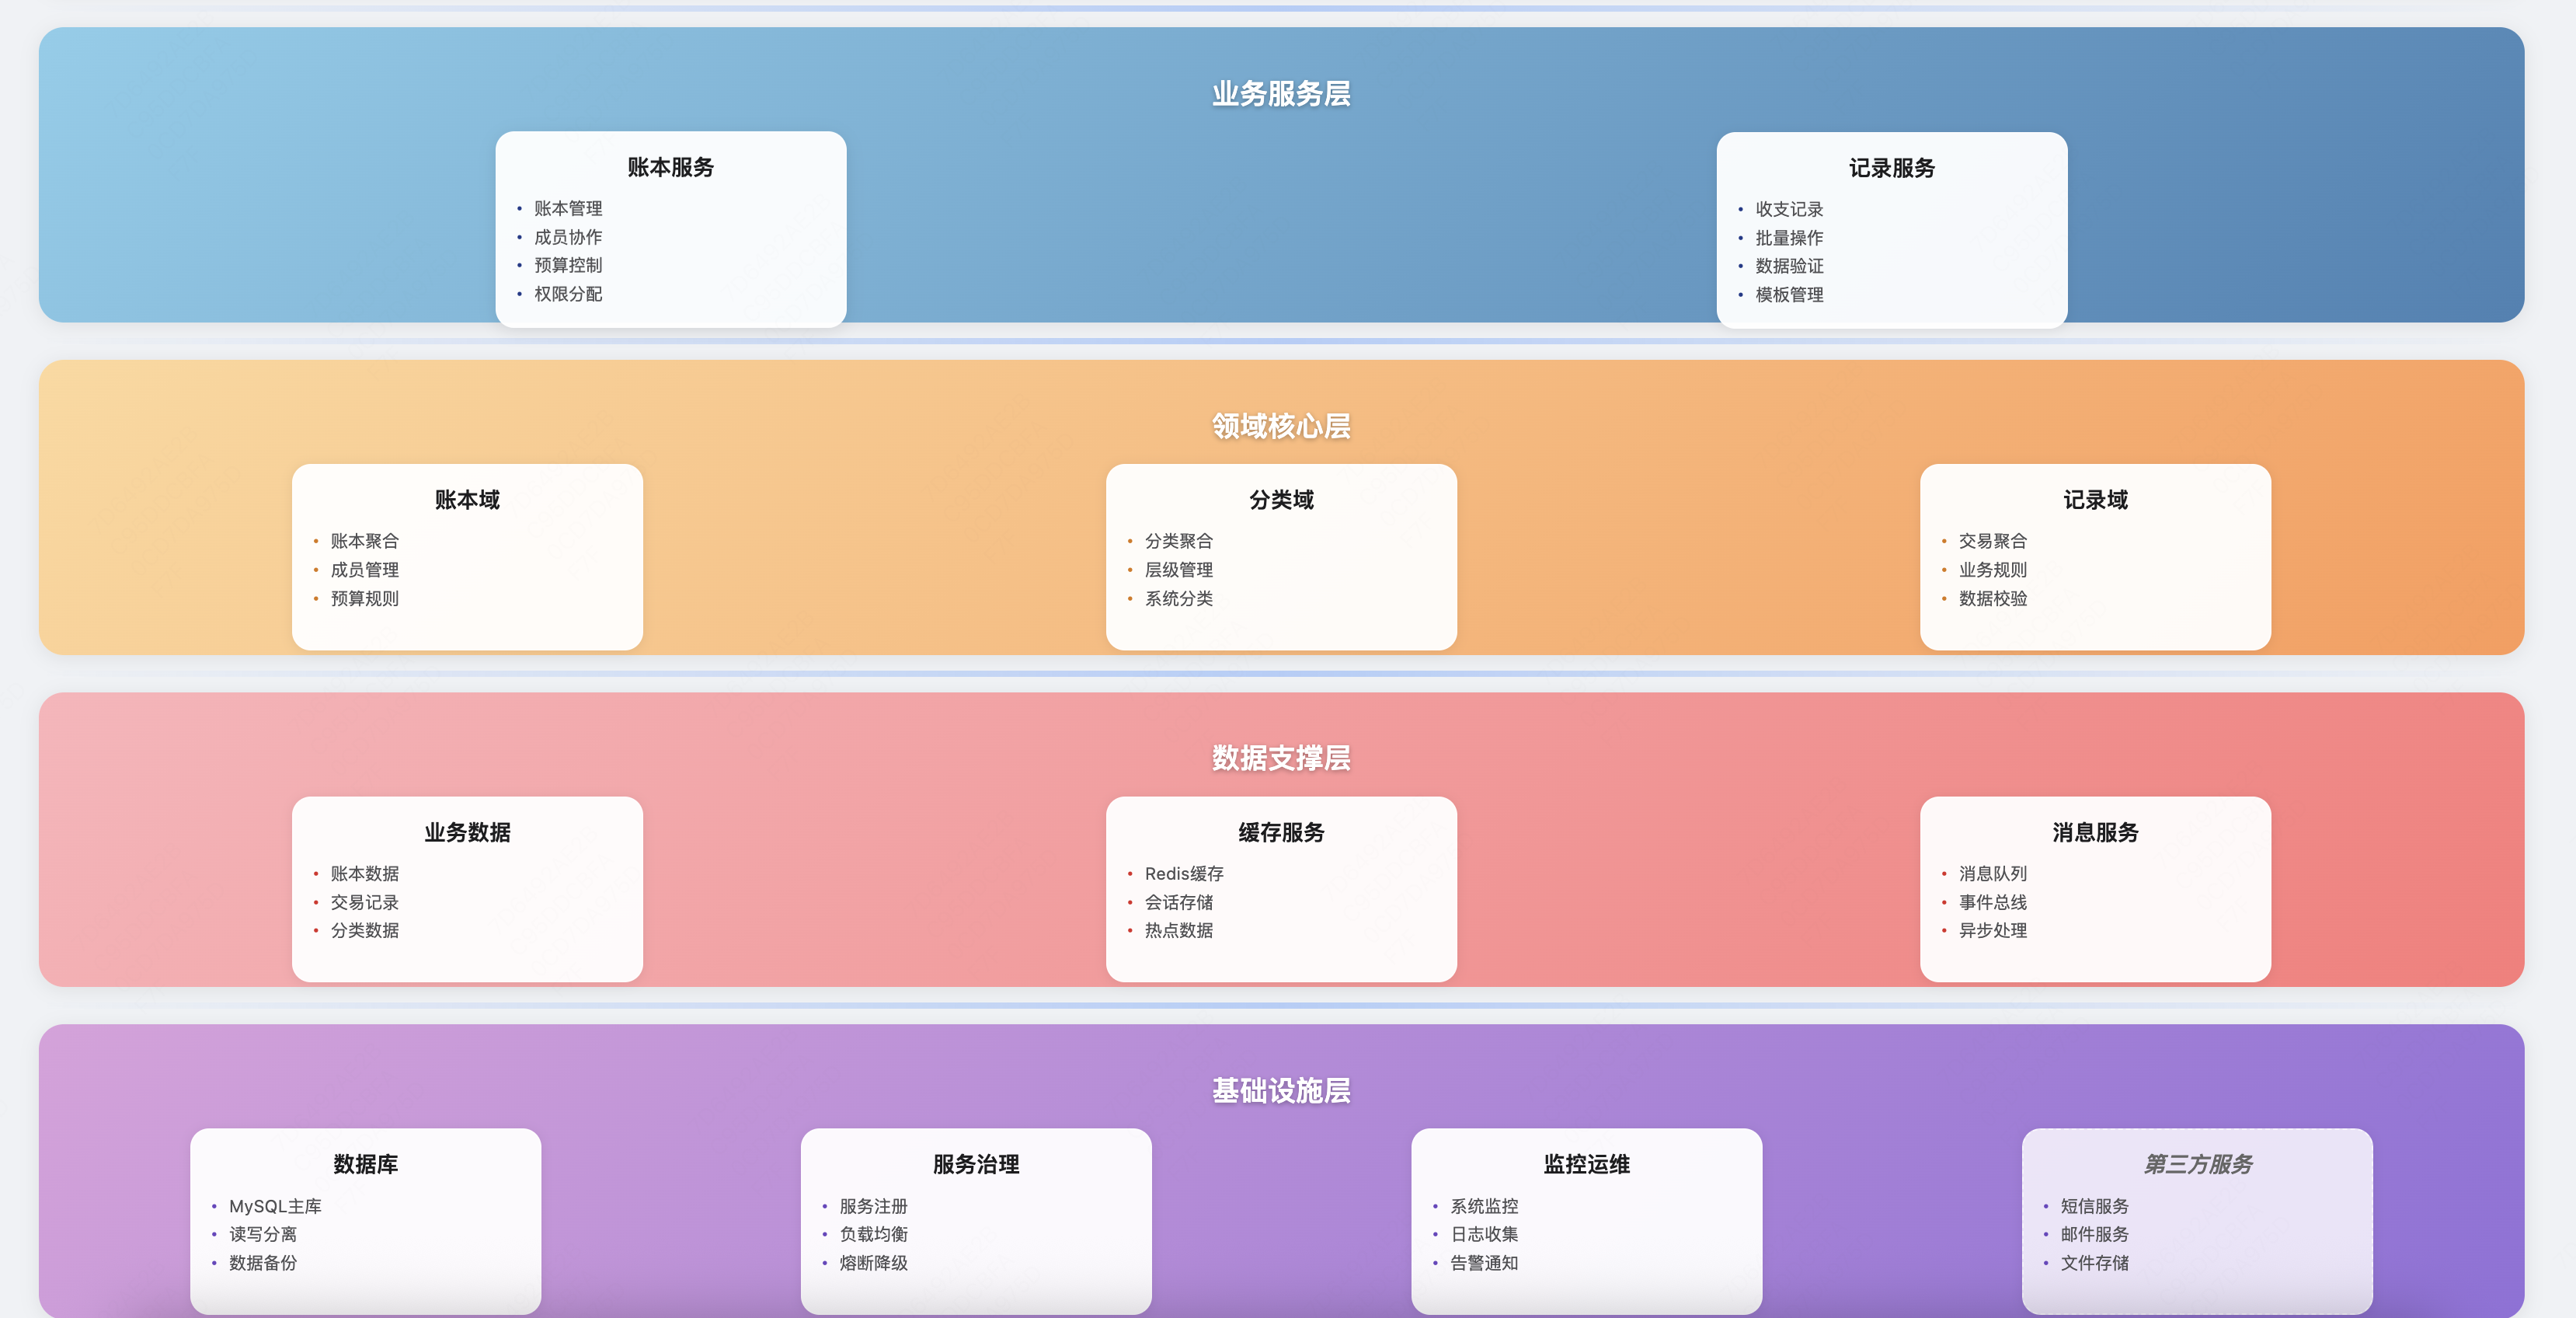 业务服务层
账本服务
• 账本管理
• 成员协作
• 预算控制
• 权限分配
记录服务
• 收支记录
• 批量操作
• 数据验证
• 模板管理
领域核心层
账本域
• 账本聚合
• 成员管理
• 预算规则
分类域
• 分类聚合
• 层级管理
• 系统分类
记录域
• 交易聚合
• 业务规则
• 数据校验
数据支撑层
业务数据
• 账本数据
• 交易记录
• 分类数据
缓存服务
• Redis缓存
• 会话存储
• 热点数据
消息服务
• 消息队列
• 事件总线
• 异步处理
基础设施层
数据库
• MySQL主库
• 读写分离
• 数据备份
服务治理
• 服务注册
• 负载均衡
• 熔断降级
监控运维
• 系统监控
• 日志收集
• 告警通知
第三方服务
• 短信服务
• 邮件服务
• 文件存储